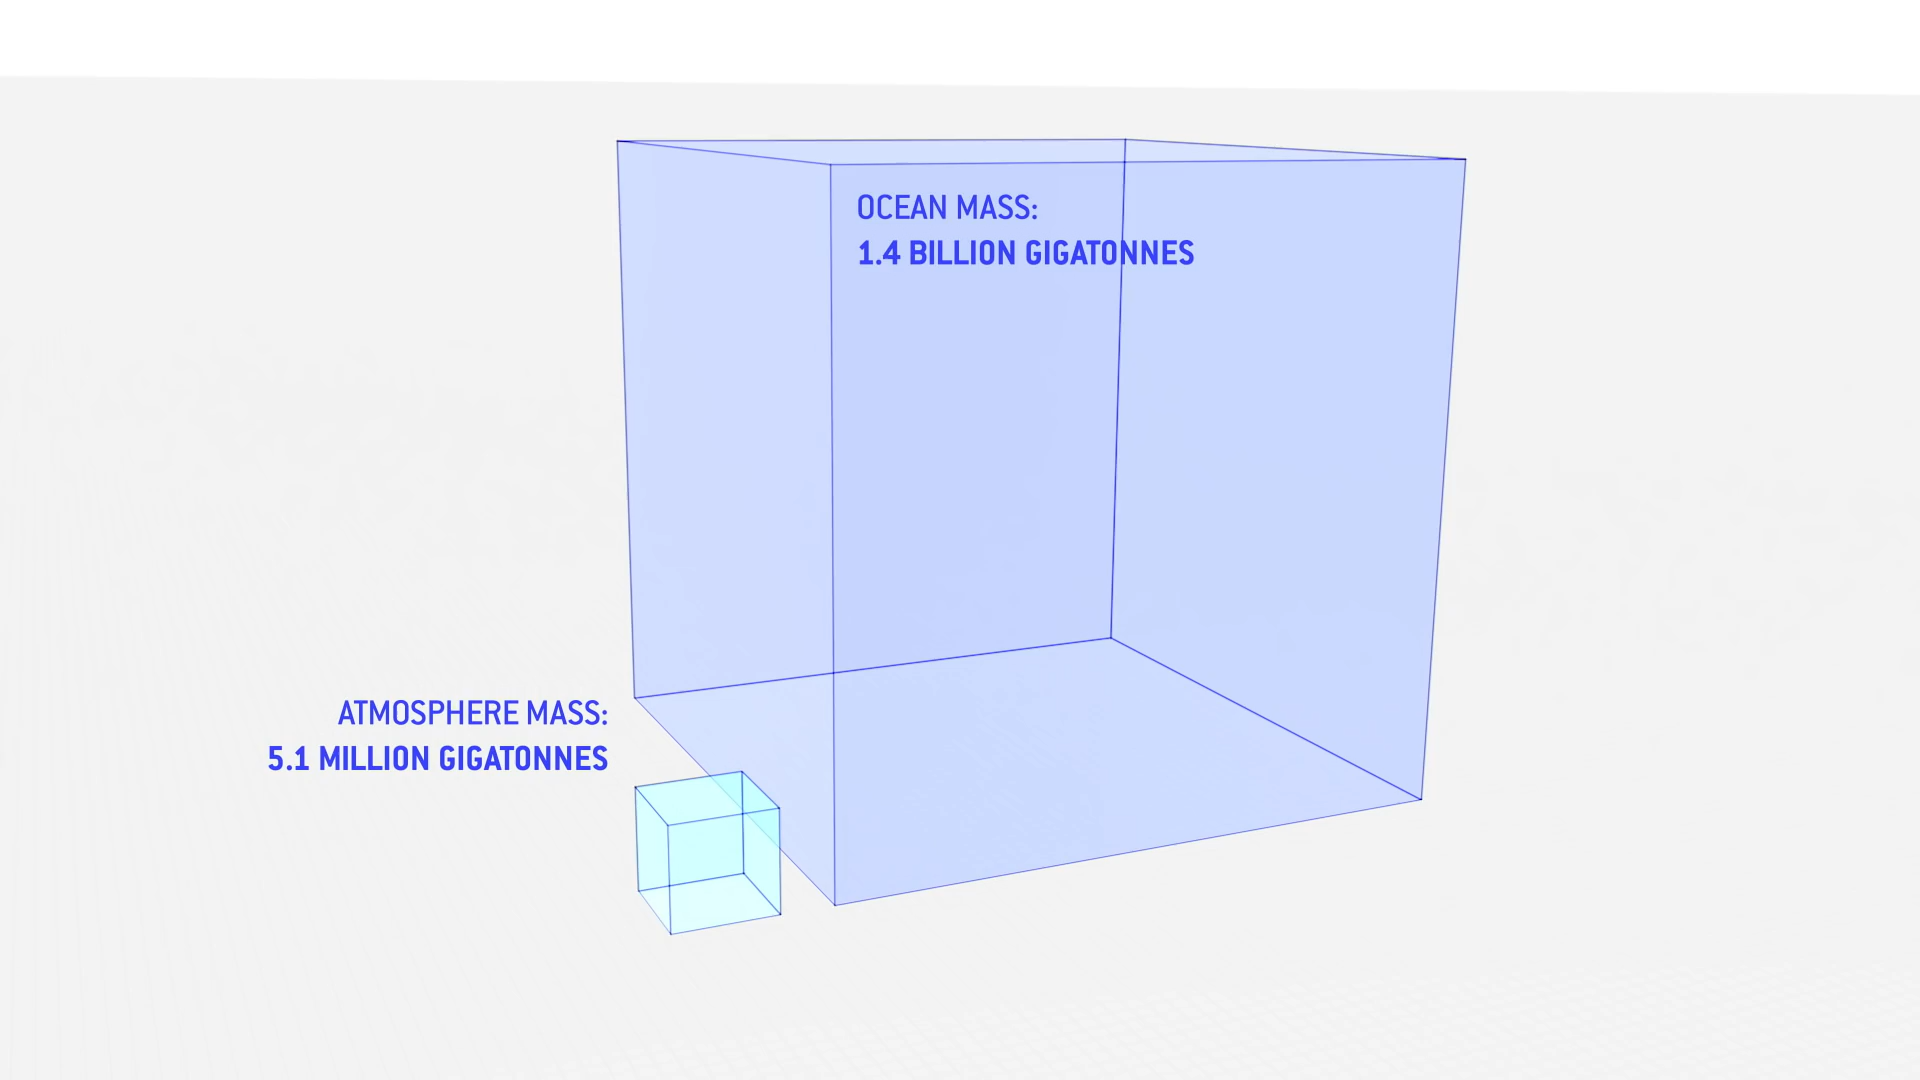 OCEAN MASS:
1.4 BILLION GIGATONNES
ATMOSPHERE MASS:
5.1 MILLION GIGATONNES